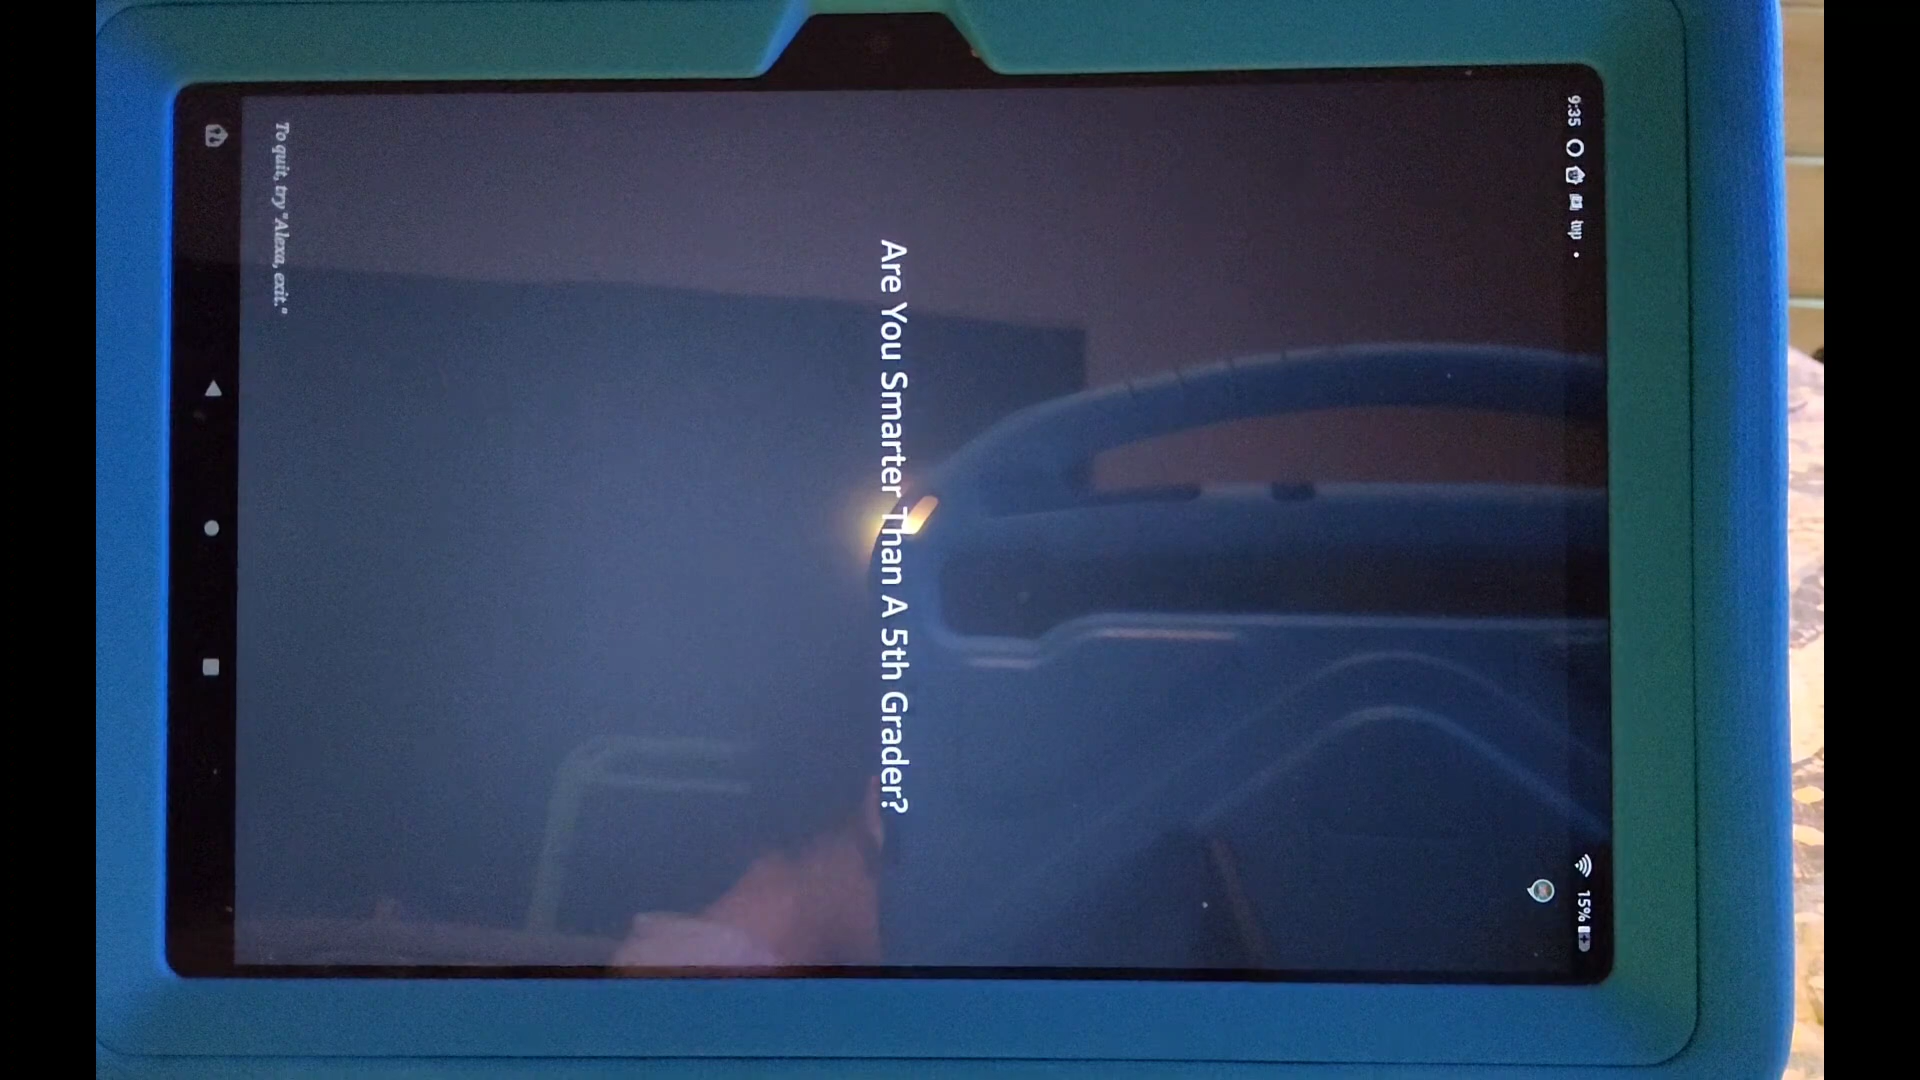 9:35
15%
Are You Smarter Than A 5th Grader?
To quit, try "Alexa, exit."